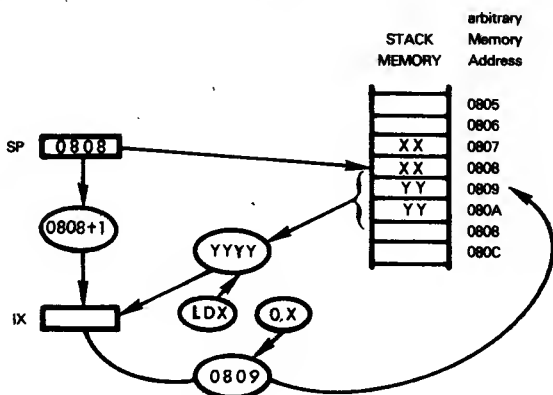 arbitrary
STACK Memory
MEMORY Address
0805
0806
SP 0808 XX 0807
XX 0808
YY 0809
YY 080A
0808+1 0808
YYYY 080C
LDX 0,X
IX
0809